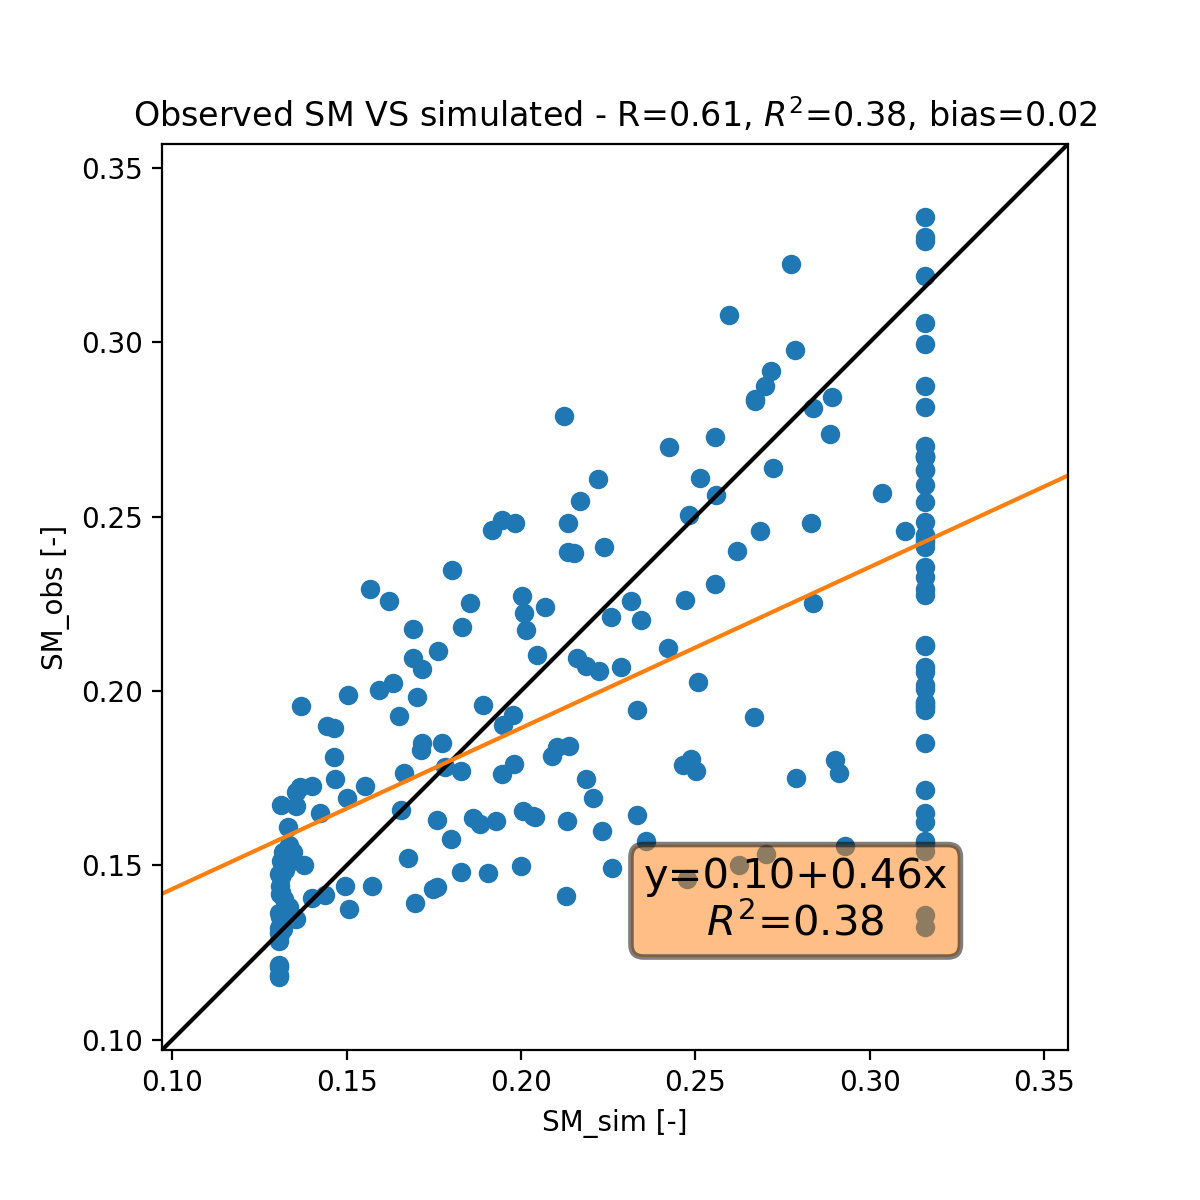 Observed SM VS simulated - R=0.61, R²=0.38, bias=0.02
0.35
0.30
0.25
0.20
0.15
0.10
SM_obs [-]
y=0.10+0.46x
R²=0.38
0.10 0.15 0.20 0.25 0.30 0.35
SM_sim [-]